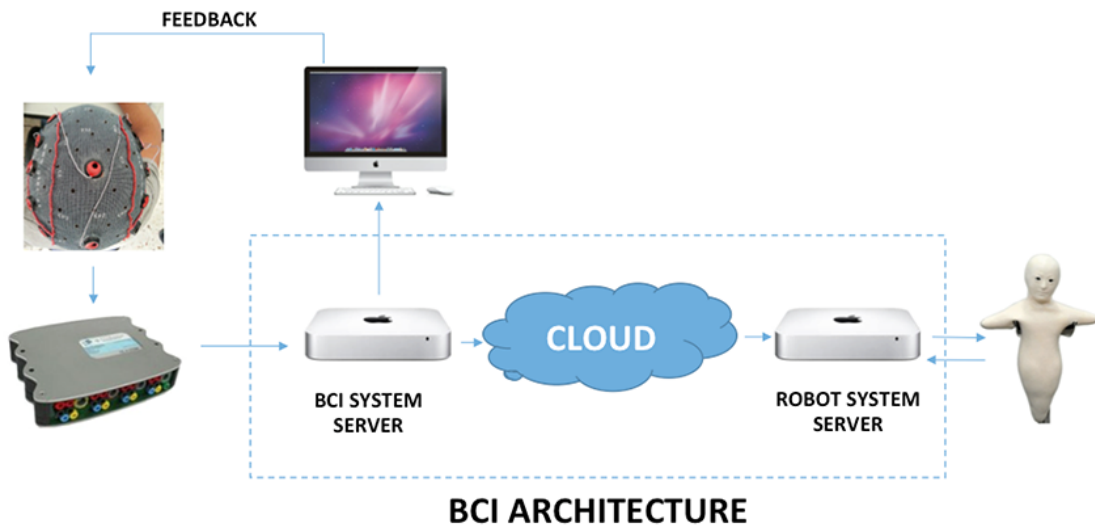 FEEDBACK
CLOUD
BCI SYSTEM
SERVER
ROBOT SYSTEM
SERVER
BCI ARCHITECTURE